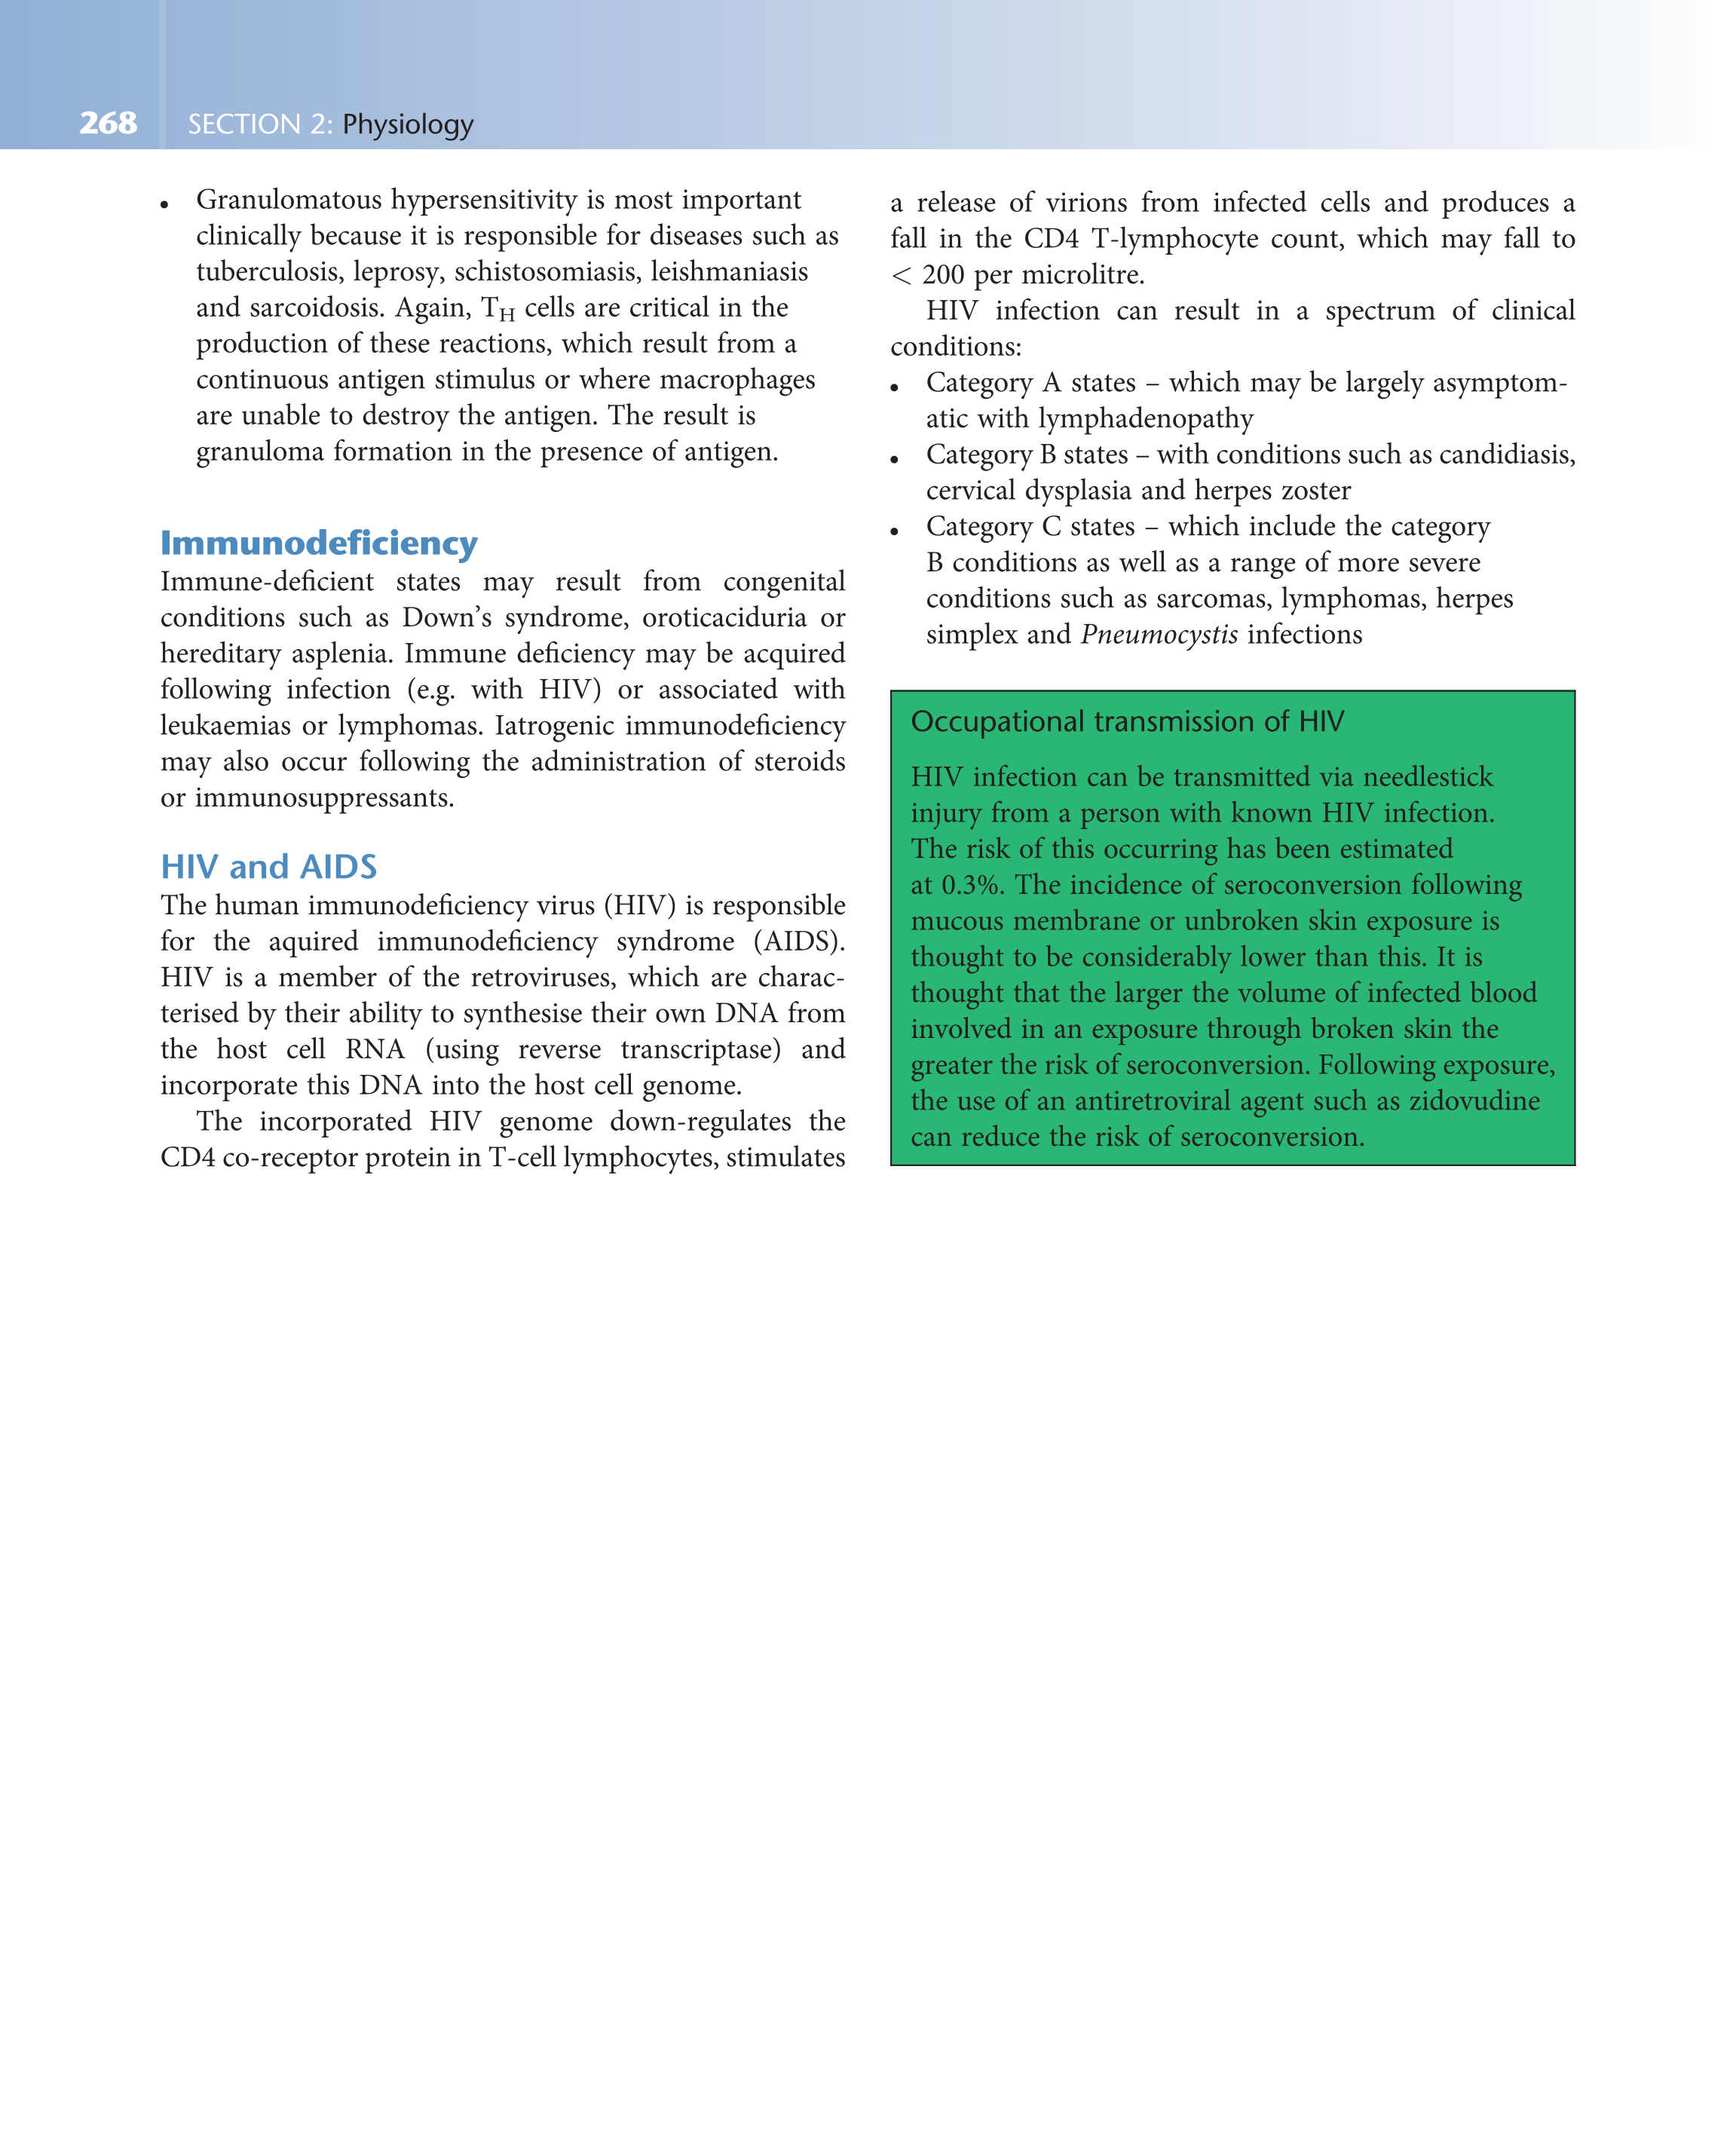 268 SECTION 2: Physiology
• Granulomatous hypersensitivity is most important
clinically because it is responsible for diseases such as
tuberculosis, leprosy, schistosomiasis, leishmaniasis
and sarcoidosis. Again, TH cells are critical in the
production of these reactions, which result from a
continuous antigen stimulus or where macrophages
are unable to destroy the antigen. The result is
granuloma formation in the presence of antigen.
Immunodeficiency
Immune-deficient states may result from congenital
conditions such as Down’s syndrome, oroticaciduria or
hereditary asplenia. Immune deficiency may be acquired
following infection (e.g. with HIV) or associated with
leukaemias or lymphomas. Iatrogenic immunodeficiency
may also occur following the administration of steroids
or immunosuppressants.
HIV and AIDS
The human immunodeficiency virus (HIV) is responsible
for the aquired immunodeficiency syndrome (AIDS).
HIV is a member of the retroviruses, which are charac-
terised by their ability to synthesise their own DNA from
the host cell RNA (using reverse transcriptase) and
incorporate this DNA into the host cell genome.
The incorporated HIV genome down-regulates the
CD4 co-receptor protein in T-cell lymphocytes, stimulates
a release of virions from infected cells and produces a
fall in the CD4 T-lymphocyte count, which may fall to
< 200 per microlitre.
HIV infection can result in a spectrum of clinical
conditions:
• Category A states – which may be largely asymptom-
atic with lymphadenopathy
• Category B states – with conditions such as candidiasis,
cervical dysplasia and herpes zoster
• Category C states – which include the category
B conditions as well as a range of more severe
conditions such as sarcomas, lymphomas, herpes
simplex and Pneumocystis infections
Occupational transmission of HIV
HIV infection can be transmitted via needlestick
injury from a person with known HIV infection.
The risk of this occurring has been estimated
at 0.3%. The incidence of seroconversion following
mucous membrane or unbroken skin exposure is
thought to be considerably lower than this. It is
thought that the larger the volume of infected blood
involved in an exposure through broken skin the
greater the risk of seroconversion. Following exposure,
the use of an antiretroviral agent such as zidovudine
can reduce the risk of seroconversion.